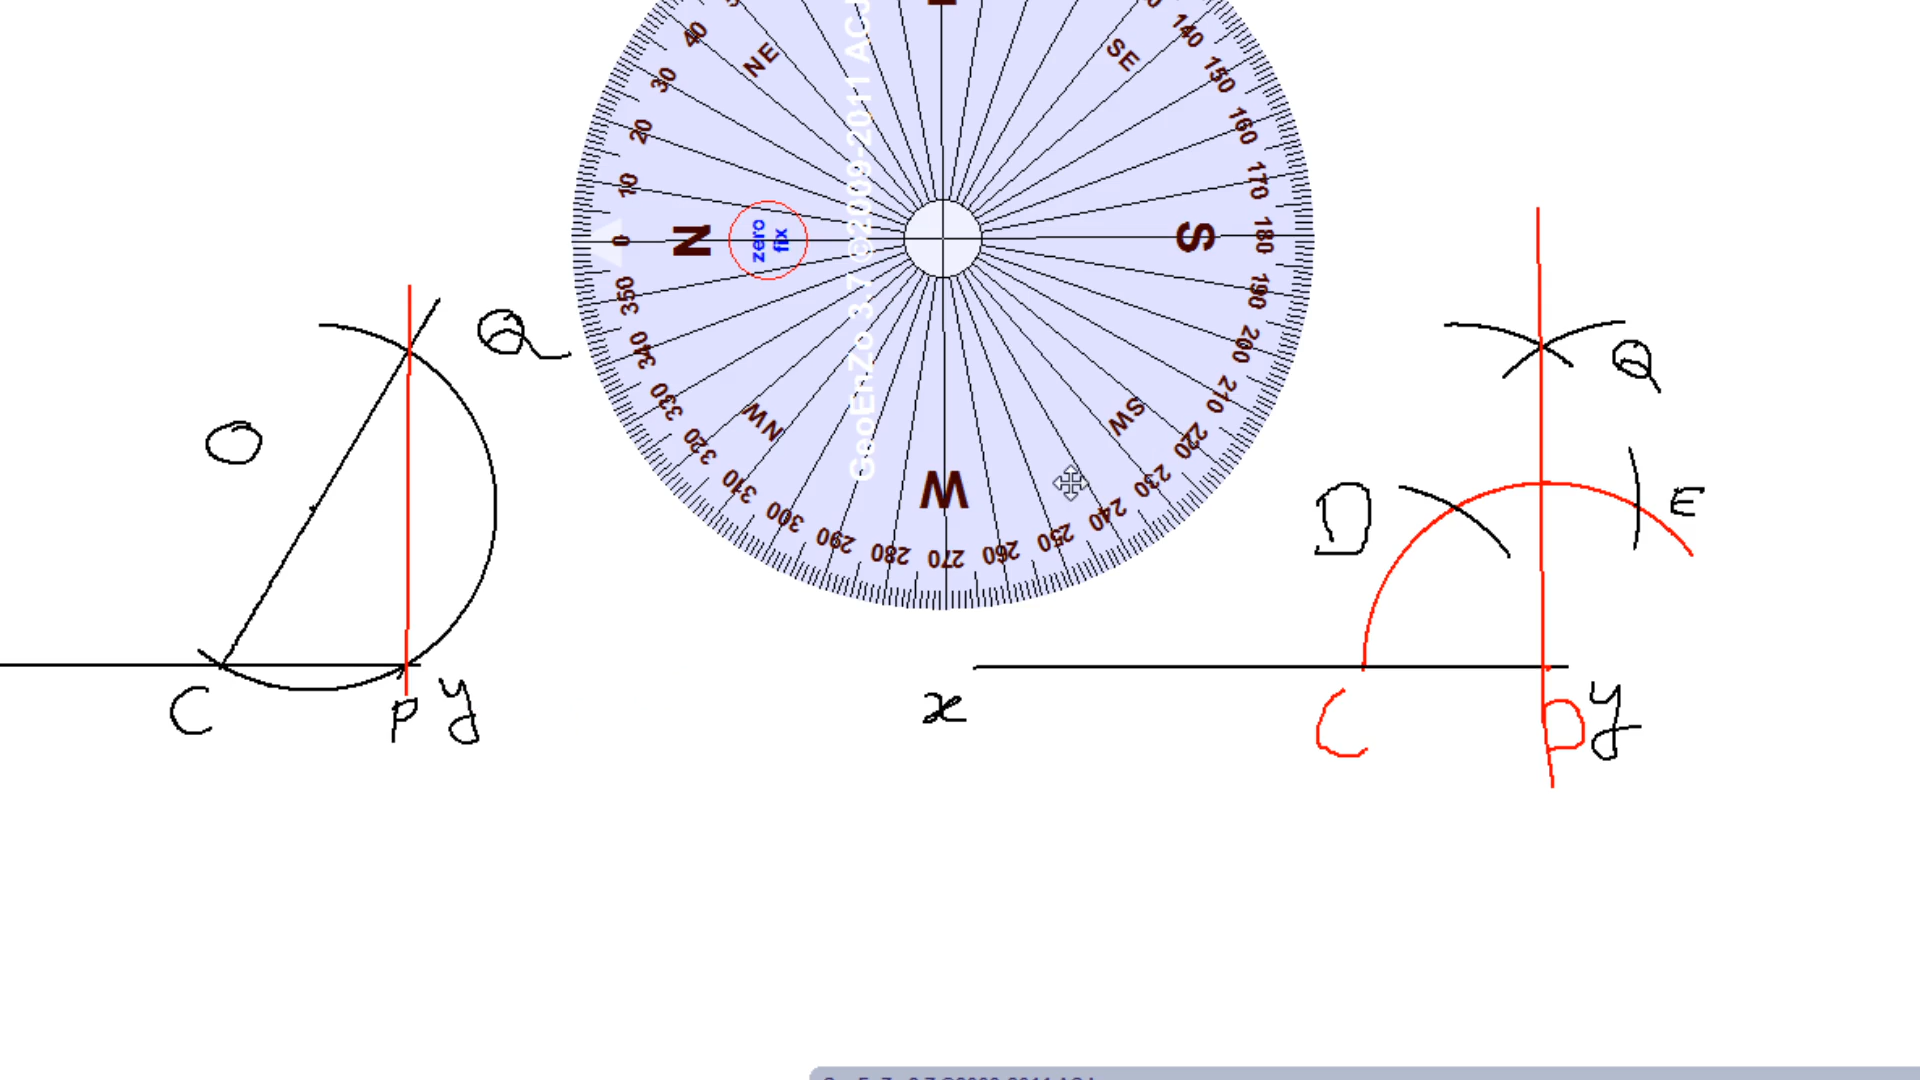 40
30
20
10
0
350
340
330
320
310
300
290
280
270
260
250
240
230
220
210
200
190
180
170
160
150
140
NE
SE
N
S
NW
SW
W
zero
fix
GeoEnZo 3.7 ©2009-2011 ACJ
O
Q
C
P
y
x
D
E
Q
C
P
y